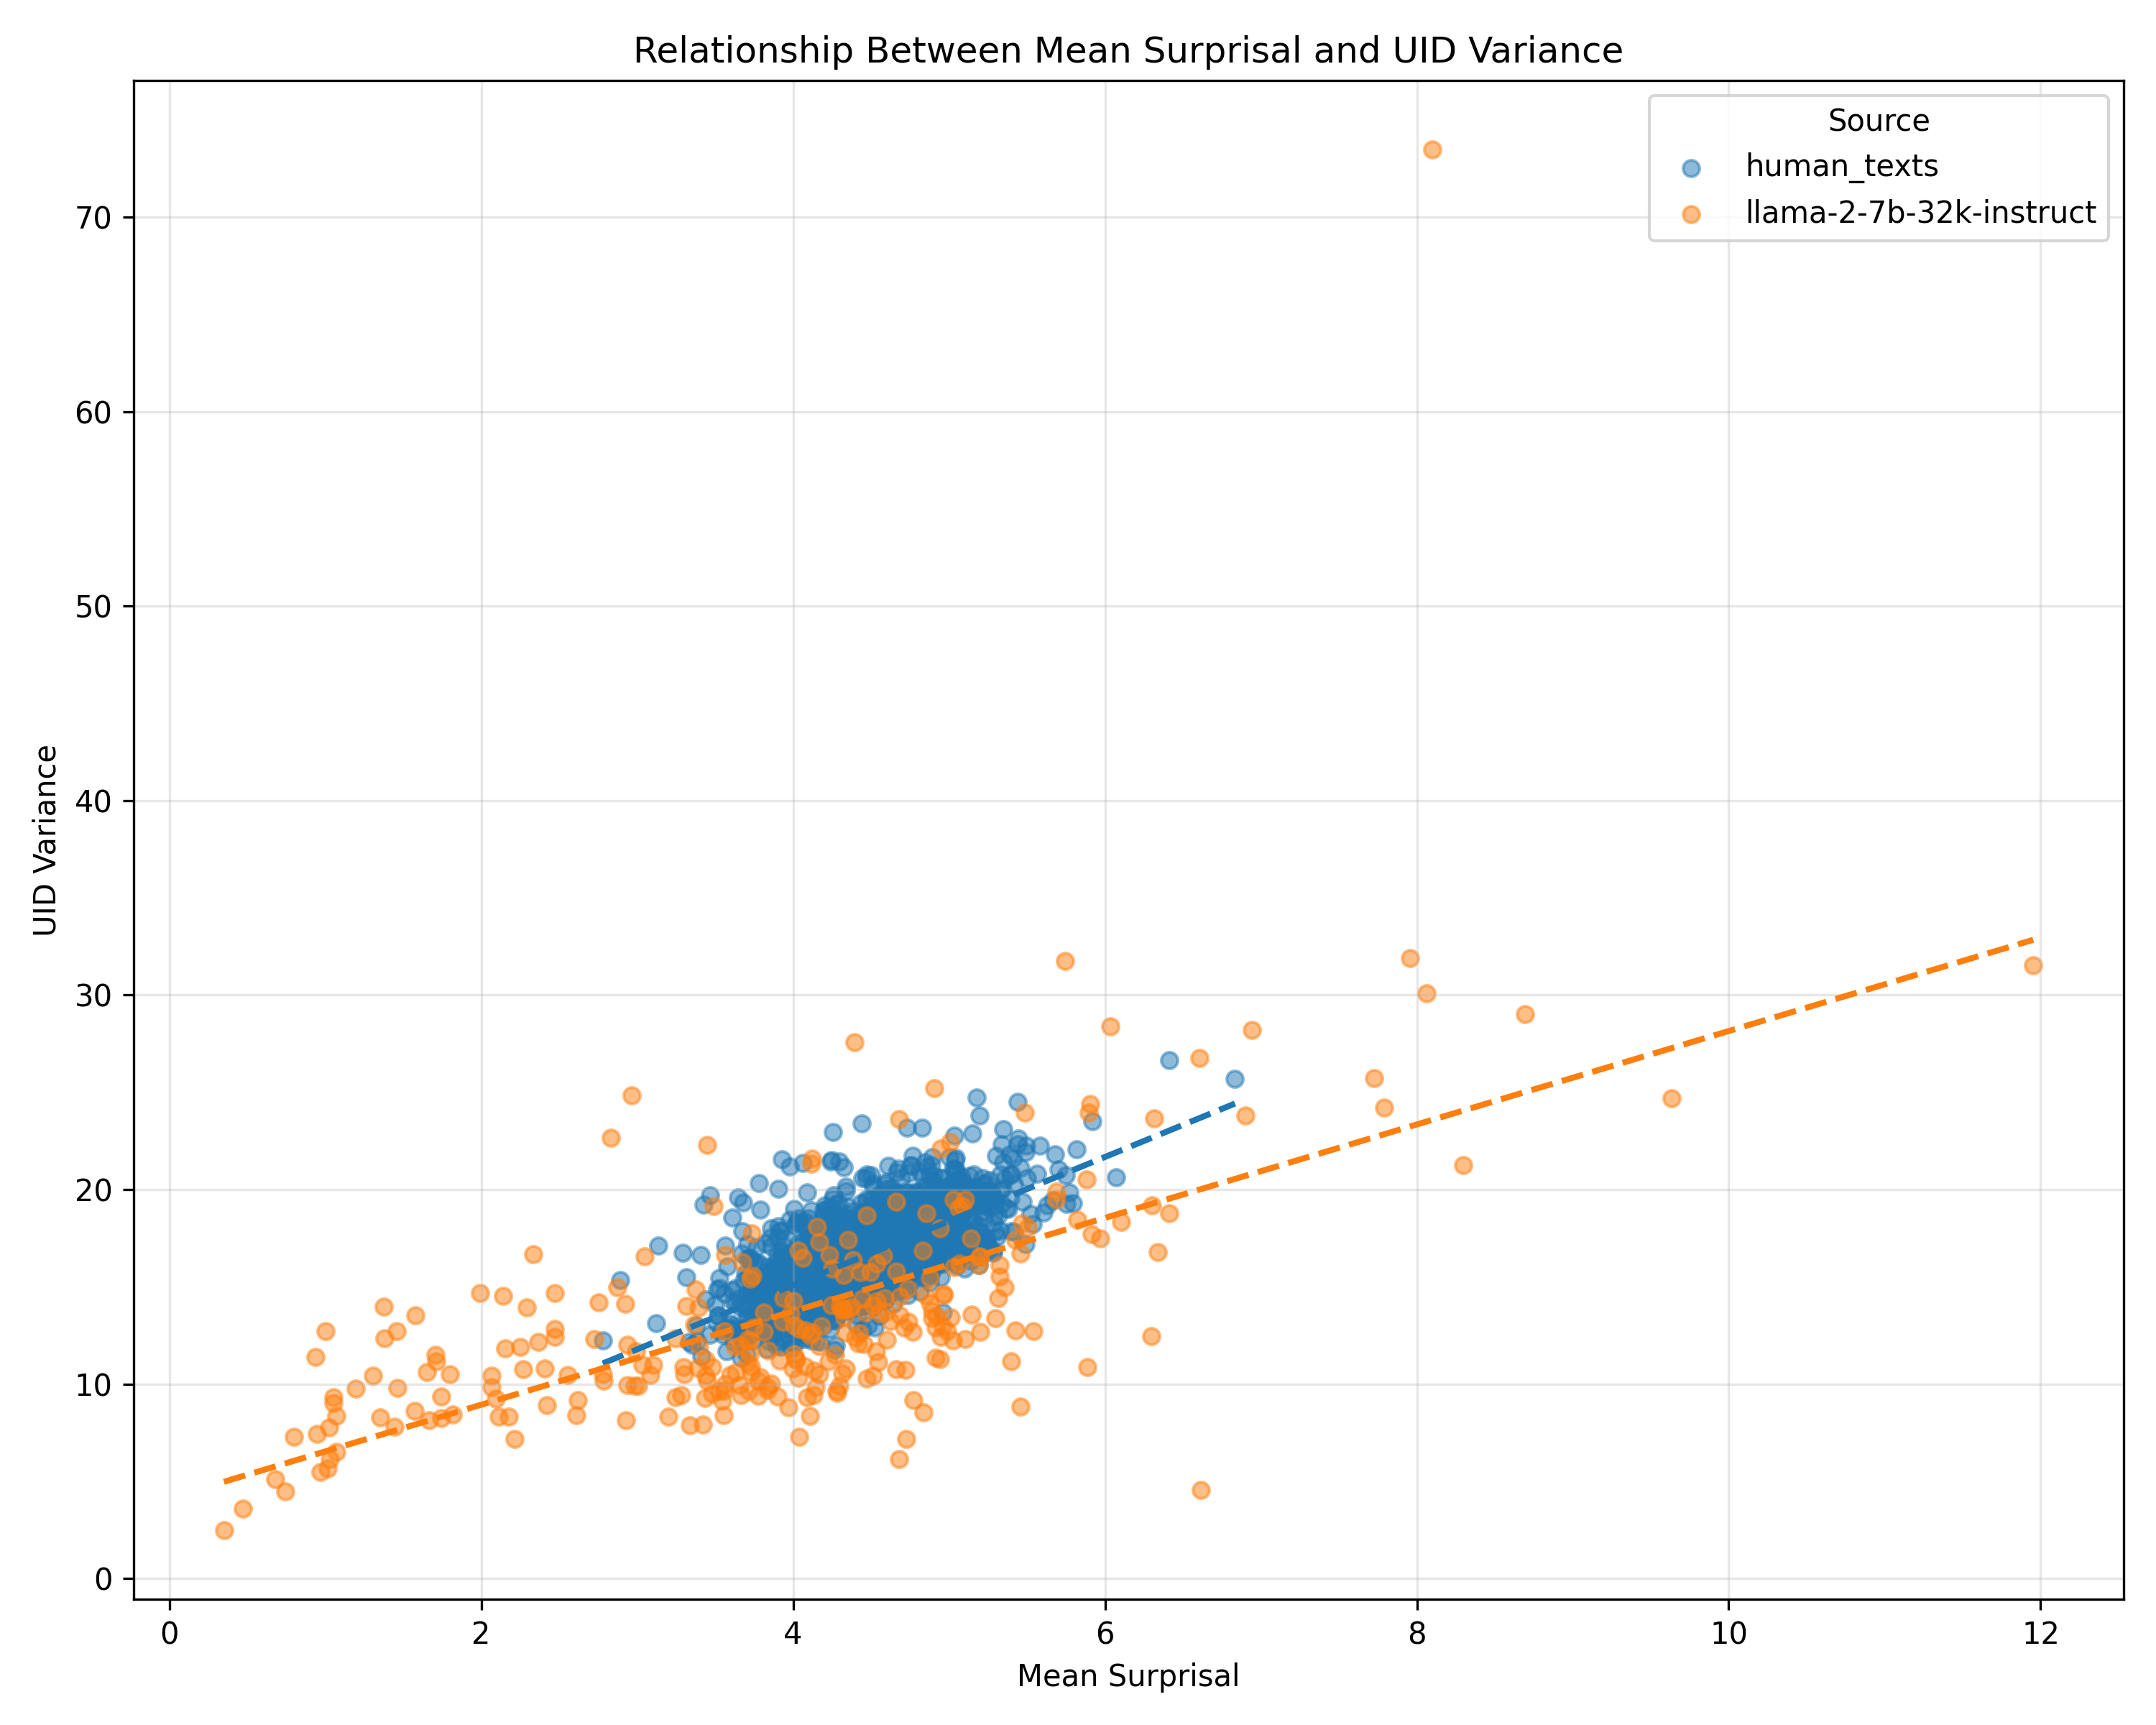 Relationship Between Mean Surprisal and UID Variance
Source
human_texts
llama-2-7b-32k-instruct
UID Variance
70
60
50
40
30
20
10
0
0 2 4 6 8 10 12
Mean Surprisal